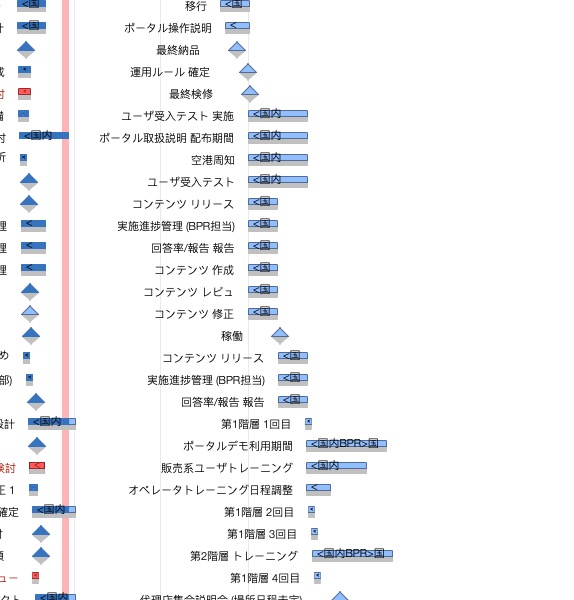 移行 <国
<国 ポータル操作説明 <
最終納品
運用ルール 確定
最終検修
ユーザ受入テスト 実施 <国内
<国内 ポータル取扱説明 配布期間 <国内
空港周知 <国内
ユーザ受入テスト <国内
コンテンツ リリース <国
理 < 実施進捗管理 (BPR担当) <国
理 < 回答率/報告 報告 <国
理 < コンテンツ 作成 <国
コンテンツ レビュ <国
コンテンツ 修正 <国
稼働
め コンテンツ リリース <国
部) 実施進捗管理 (BPR担当) <国
回答率/報告 報告 <国
設計 <国内 第1階層 1回目
ポータルデモ利用期間 <国内BPR>国
検討 < 販売系ユーザトレーニング <国内
正 1 オペレータトレーニング日程調整 <
確定 <国内 第1階層 2回目
第1階層 3回目
第2階層 トレーニング <国内BPR>国
ュー 第1階層 4回目
クト <国